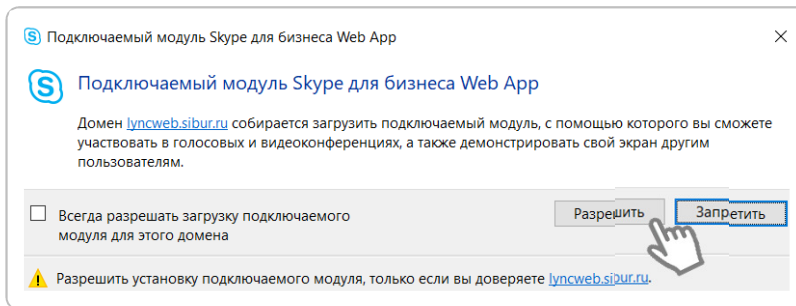 Подключаемый модуль Skype для бизнеса Web App
Подключаемый модуль Skype для бизнеса Web App
Домен lyncweb.sibur.ru собирается загрузить подключаемый модуль, с помощью которого вы сможете
участвовать в голосовых и видеоконференциях, а также демонстрировать свой экран другим
пользователям.
Всегда разрешать загрузку подключаемого
модуля для этого домена
Разрешить Запретить
Разрешить установку подключаемого модуля, только если вы доверяете lyncweb.sibur.ru.